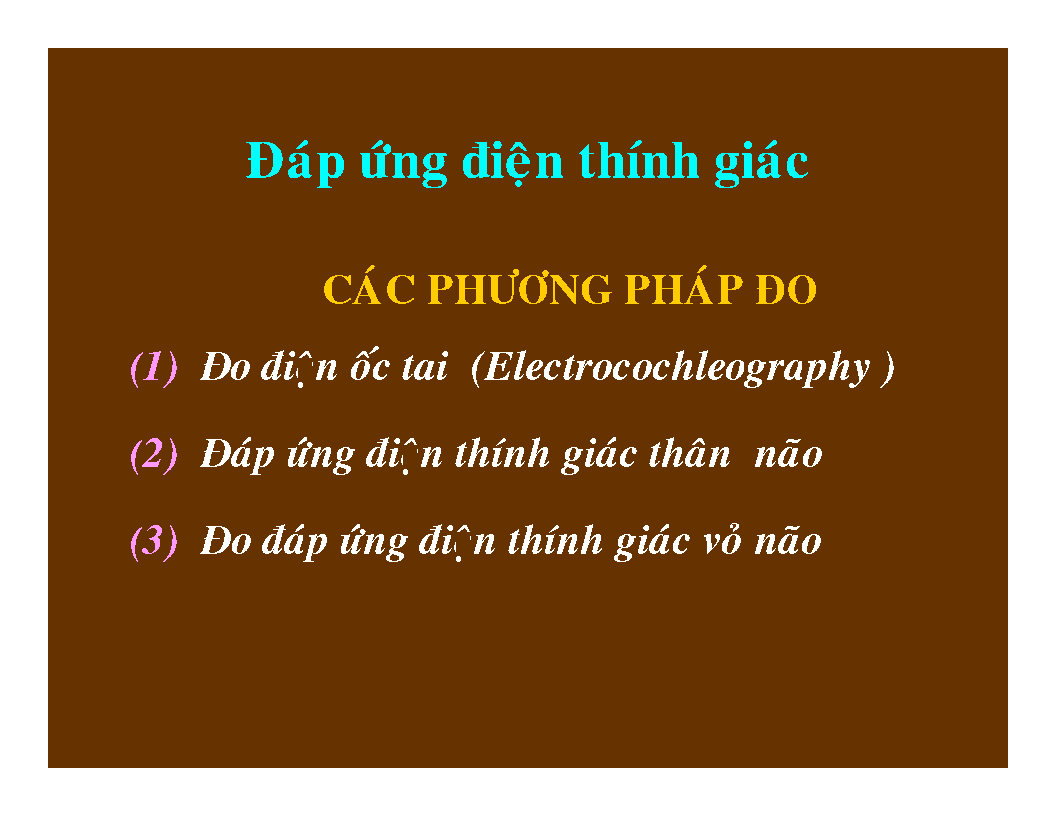 Đáp ứng điện thính giác
CÁC PHƯƠNG PHÁP ĐO
(1) Đo điện ốc tai (Electrocochleography )
(2) Đáp ứng điện thính giác thân não
(3) Đo đáp ứng điện thính giác vỏ não